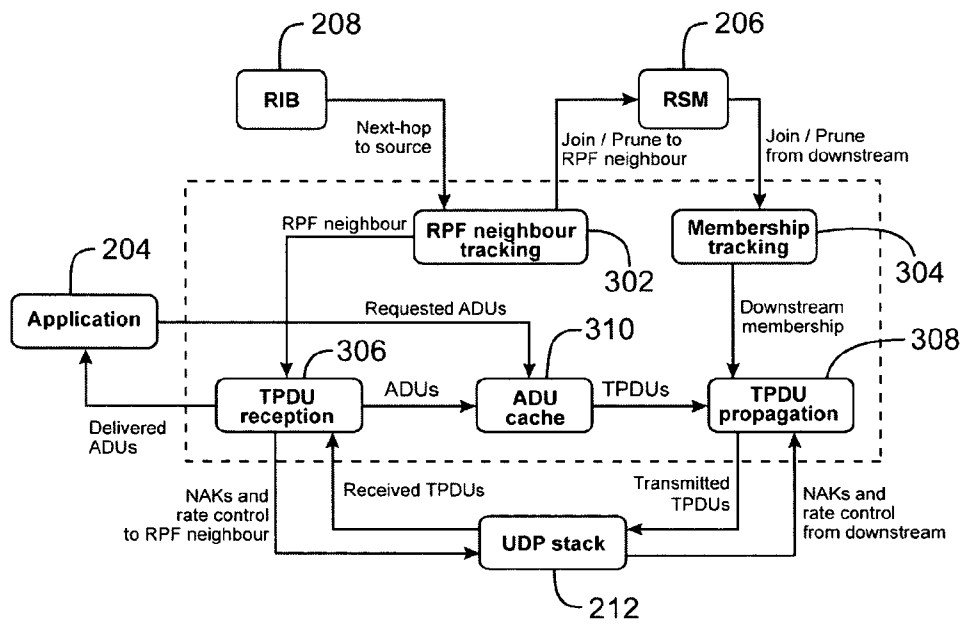 208
206
RIB
RSM
Next-hop
to source
Join / Prune to
RPF neighbour
Join / Prune
from downstream
RPF neighbour
RPF neighbour
tracking
302
Membership
tracking
304
204
Application
Requested ADUs
Downstream
membership
306
310
308
TPDU
reception
ADUs
ADU
cache
TPDUs
TPDU
propagation
Delivered
ADUs
NAKs and
rate control
to RPF neighbour
Received TPDUs
Transmitted
TPDUs
NAKs and
rate control
from downstream
UDP stack
212